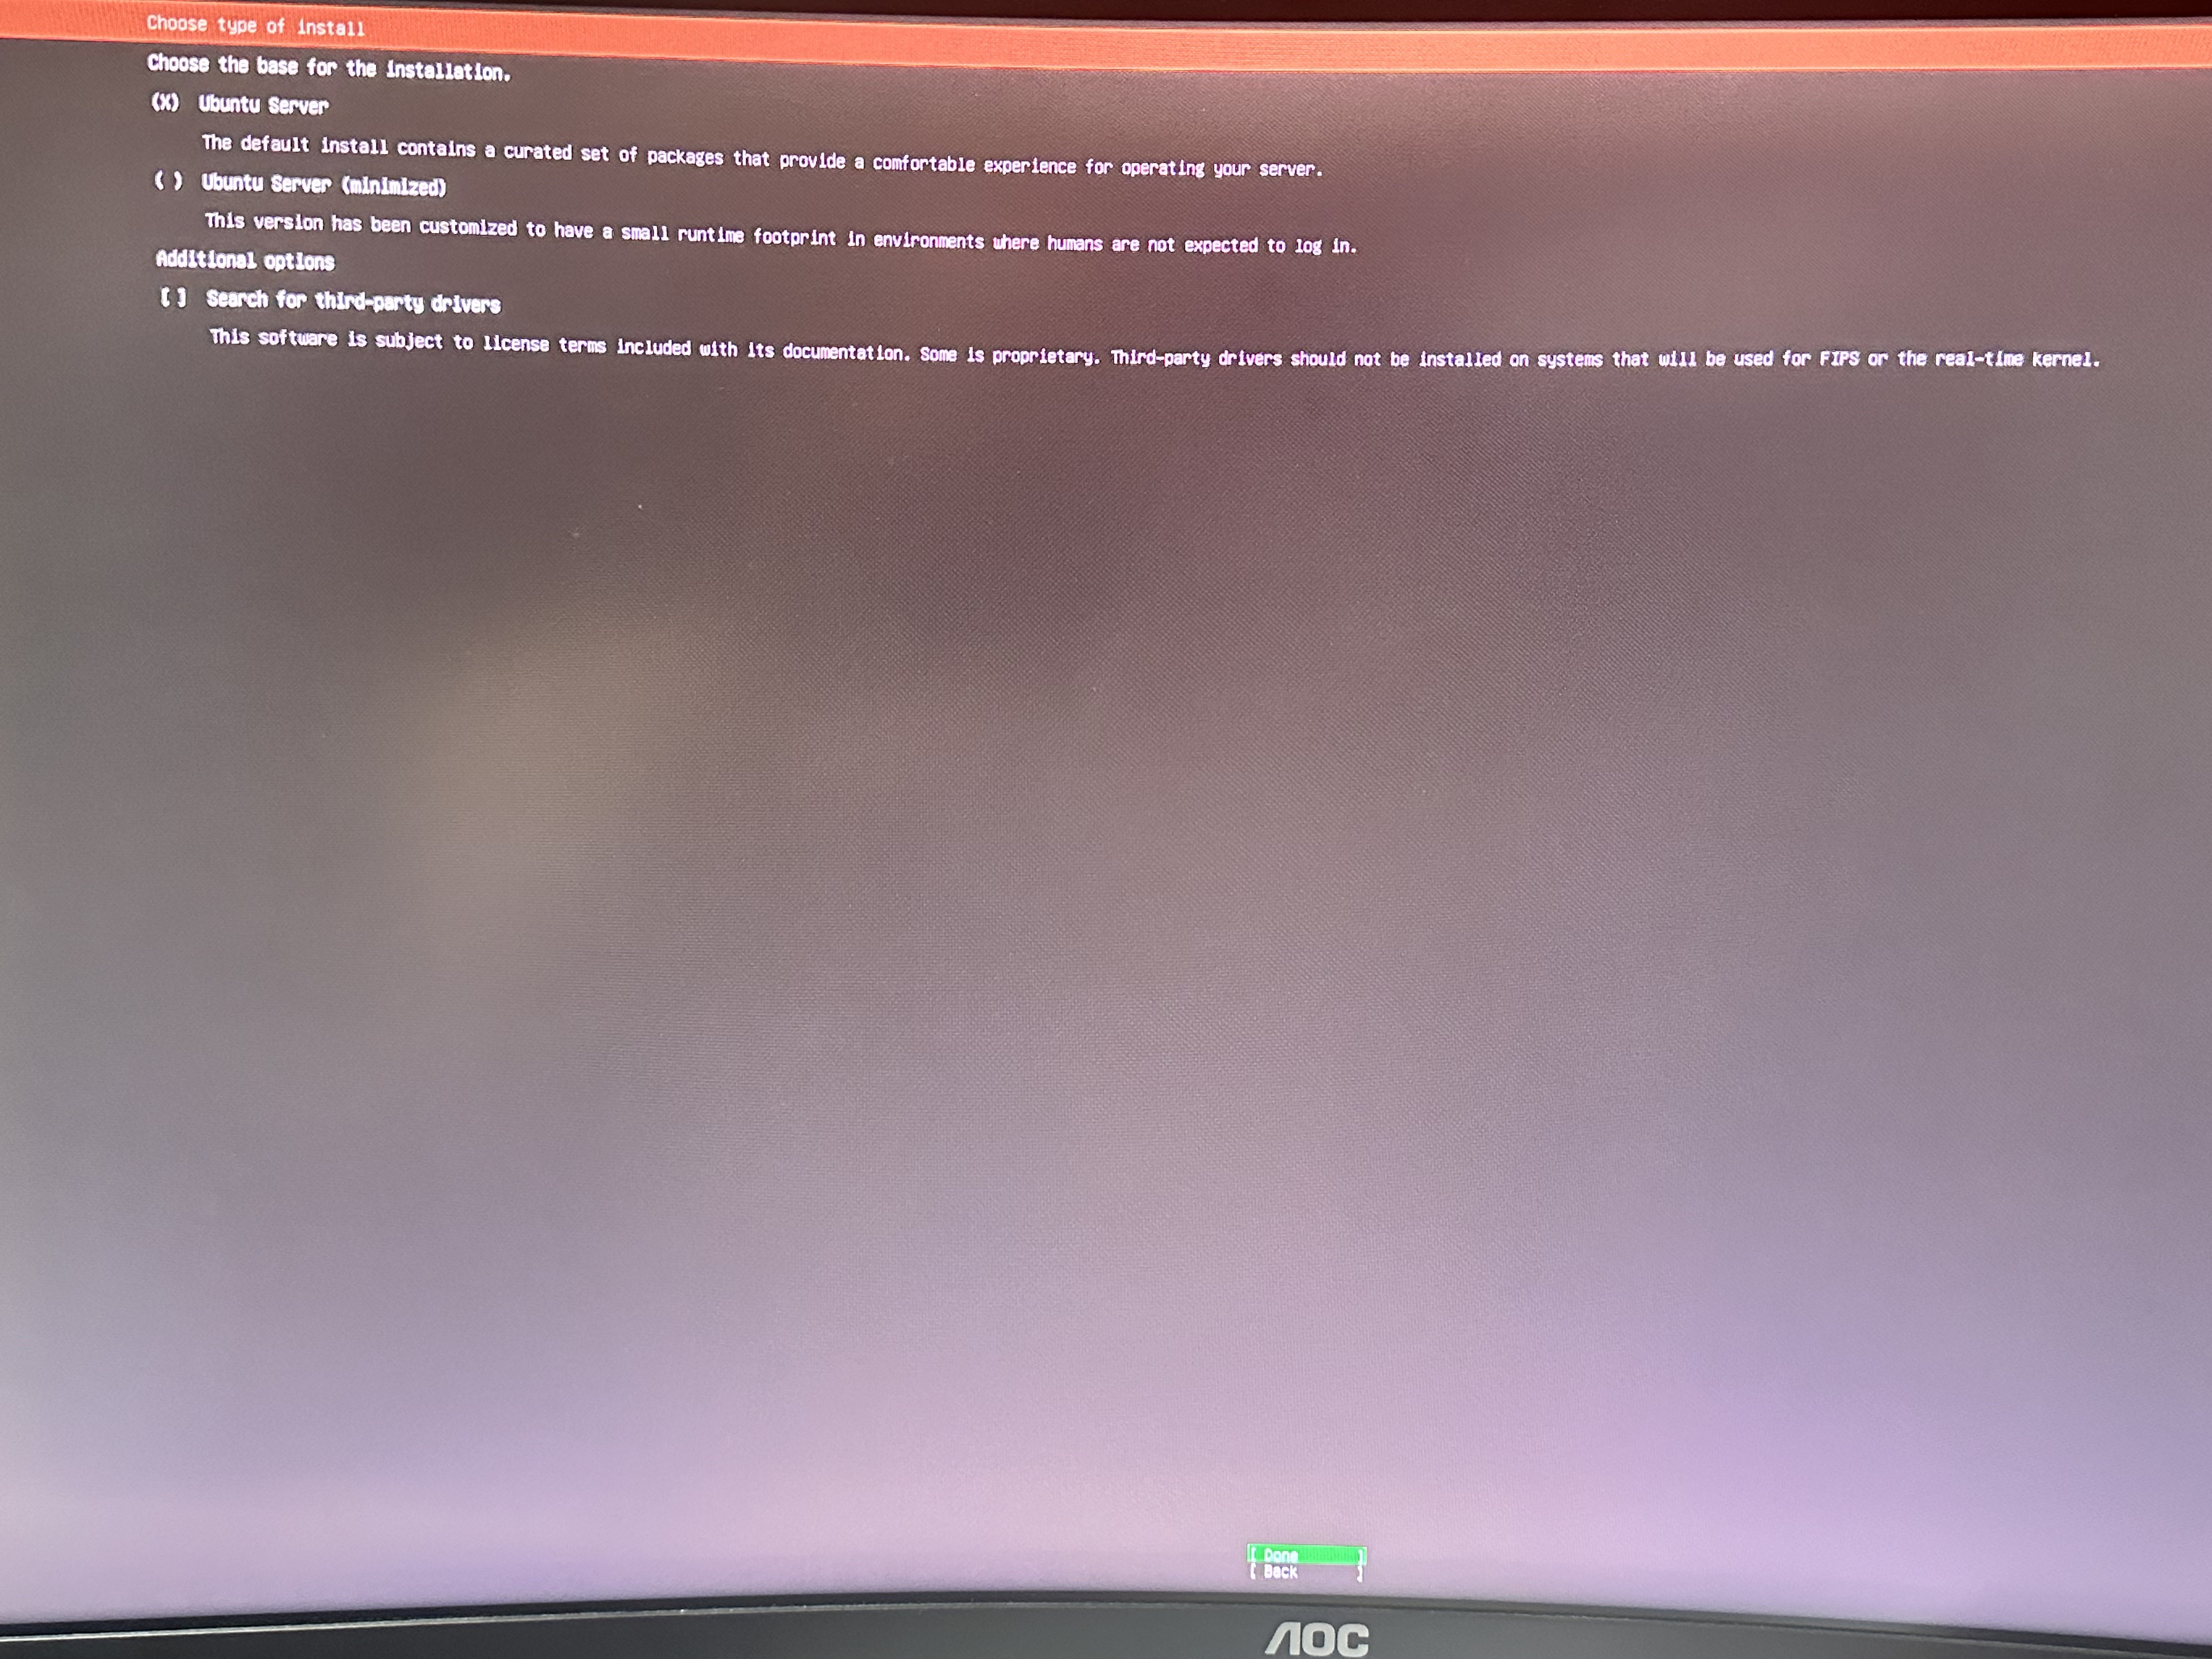 Choose type of install
Choose the base for the installation.
(X) Ubuntu Server
The default install contains a curated set of packages that provide a comfortable experience for operating your server.
( ) Ubuntu Server (minimized)
This version has been customized to have a small runtime footprint in environments where humans are not expected to log in.
Additional options
[ ] Search for third-party drivers
This software is subject to license terms included with its documentation. Some is proprietary. Third-party drivers should not be installed on systems that will be used for FIPS or the real-time kernel.
[ Done ]
[ Back ]
AOC